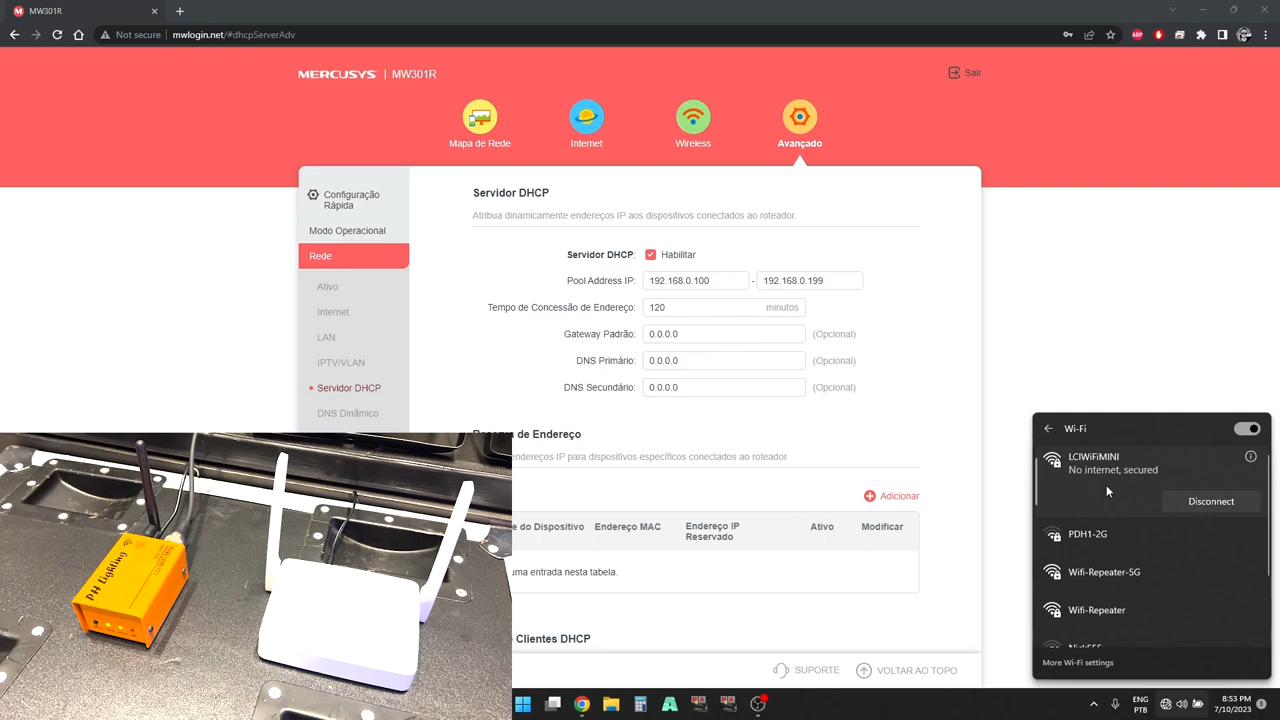 MW301R
Not secure
mwlogin.net/#dhcpServerAdv
ABP
MERCUSYS | MW301R
Sair
Mapa de Rede
Internet
Wireless
Avançado
Configuração
Rápida
Modo Operacional
Rede
Ativo
Internet
LAN
IPTV/VLAN
Servidor DHCP
DNS Dinâmico
Servidor DHCP
Atribua dinamicamente endereços IP aos dispositivos conectados ao roteador.
Servidor DHCP: Habilitar
Pool Address IP: 192.168.0.100 - 192.168.0.199
Tempo de Concessão de Endereço: 120 minutos
Gateway Padrão: 0.0.0.0 (Opcional)
DNS Primário: 0.0.0.0 (Opcional)
DNS Secundário: 0.0.0.0 (Opcional)
de Endereço
endereços IP para dispositivos específicos conectados ao roteador.
Adicionar
e do Dispositivo Endereço MAC Endereço IP Reservado Ativo Modificar
uma entrada nesta tabela.
Clientes DHCP
SUPORTE
VOLTAR AO TOPO
PH Lighting
Wi-Fi
LCIWiFiMINI
No internet, secured
Disconnect
PDH1-2G
Wifi-Repeater-5G
Wifi-Repeater
More Wi-Fi settings
ENG
PTB
8:53 PM
7/10/2023